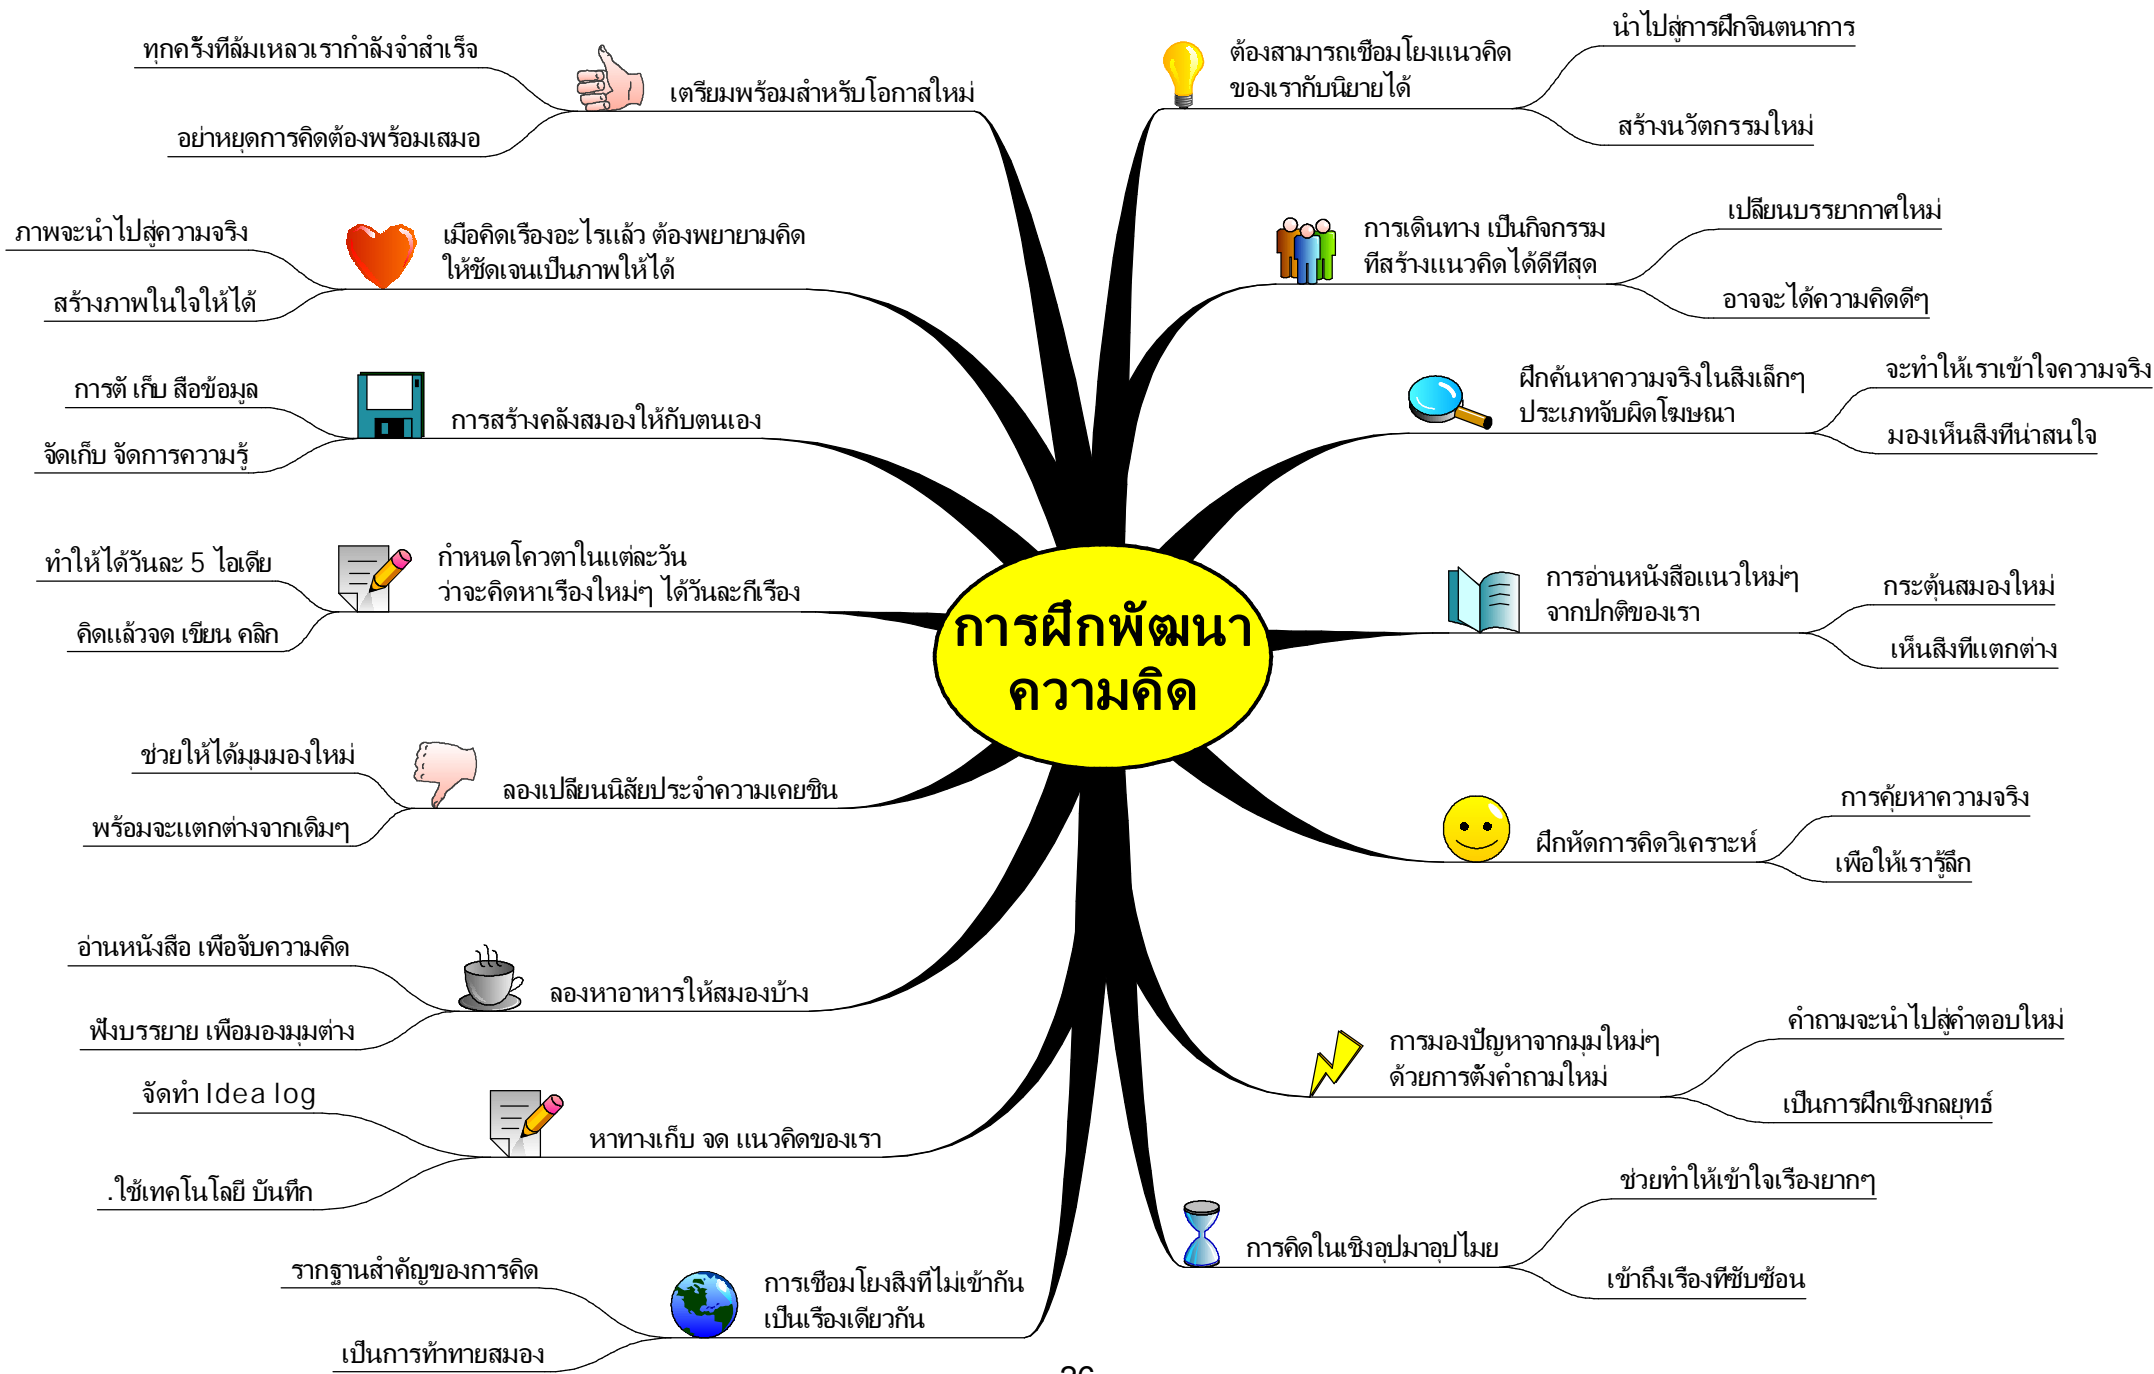 การฝึกพัฒนา
ความคิด
ต้องสามารถเชือมโยงแนวคิด
ของเรากับนิยายได้
นำไปสู่การฝึกจินตนาการ
สร้างนวัตกรรมใหม่
การเดินทาง เป็นกิจกรรม
ทีสร้างแนวคิดได้ดีทีสุด
เปลียนบรรยากาศใหม่
อาจจะได้ความคิดดีๆ
ฝึกค้นหาความจริงในสิงเล็กๆ
ประเภทจับผิดโฆษณา
จะทำให้เราเข้าใจความจริง
มองเห็นสิงทีน่าสนใจ
การอ่านหนังสือแนวใหม่ๆ
จากปกติของเรา
กระตุ้นสมองใหม่
เห็นสิงทีแตกต่าง
ฝึกหัดการคิดวิเคราะห์
การคุ้ยหาความจริง
เพือให้เรารู้ลึก
การมองปัญหาจากมุมใหม่ๆ
ด้วยการตังคำถามใหม่
คำถามจะนำไปสู่คำตอบใหม่
เป็นการฝึกเชิงกลยุทธ์
การคิดในเชิงอุปมาอุปไมย
ช่วยทำให้เข้าใจเรืองยากๆ
เข้าถึงเรืองทีซับซ้อน
เตรียมพร้อมสำหรับโอกาสใหม่
ทุกครังทีล้มเหลวเรากำลังจำสำเร็จ
อย่าหยุดการคิดต้องพร้อมเสมอ
เมือคิดเรืองอะไรแล้ว ต้องพยายามคิด
ให้ชัดเจนเป็นภาพให้ได้
ภาพจะนำไปสู่ความจริง
สร้างภาพในใจให้ได้
การสร้างคลังสมองให้กับตนเอง
การตั เก็บ สือข้อมูล
จัดเก็บ จัดการความรู้
กำหนดโควตาในแต่ละวัน
ว่าจะคิดหาเรืองใหม่ๆ ได้วันละกีเรือง
ทำให้ได้วันละ 5 ไอเดีย
คิดแล้วจด เขียน คลิก
ลองเปลียนนิสัยประจำความเคยชิน
ช่วยให้ได้มุมมองใหม่
พร้อมจะแตกต่างจากเดิมๆ
ลองหาอาหารให้สมองบ้าง
อ่านหนังสือ เพือจับความคิด
ฟังบรรยาย เพือมองมุมต่าง
หาทางเก็บ จด แนวคิดของเรา
จัดทำ Idea log
.ใช้เทคโนโลยี บันทึก
การเชือมโยงสิงทีไม่เข้ากัน
เป็นเรืองเดียวกัน
รากฐานสำคัญของการคิด
เป็นการท้าทายสมอง